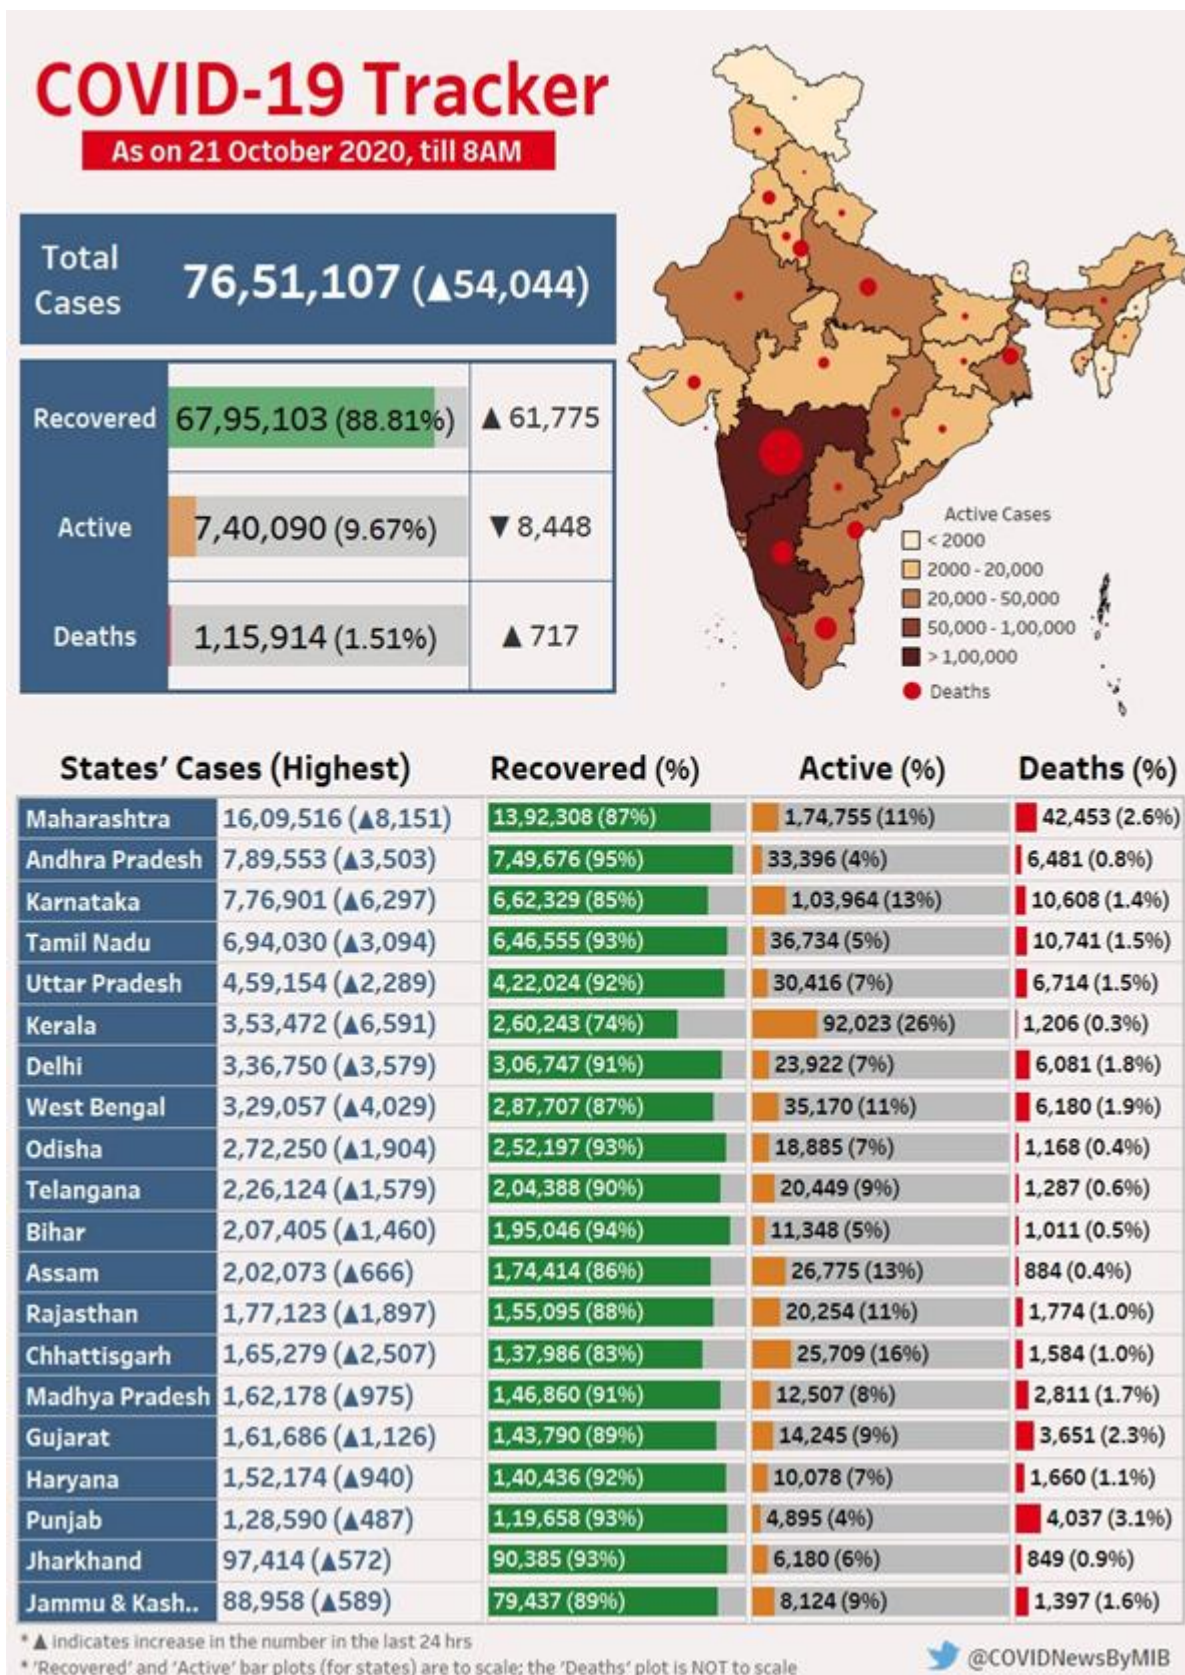 COVID-19 Tracker
As on 21 October 2020, till 8AM
Total Cases 76,51,107 (▲54,044)
Recovered 67,95,103 (88.81%) ▲ 61,775
Active 7,40,090 (9.67%) ▼ 8,448
Deaths 1,15,914 (1.51%) ▲ 717
Active Cases
< 2000
2000 - 20,000
20,000 - 50,000
50,000 - 1,00,000
> 1,00,000
Deaths
States' Cases (Highest) Recovered (%) Active (%) Deaths (%)
Maharashtra 16,09,516 (▲8,151) 13,92,308 (87%) 1,74,755 (11%) 42,453 (2.6%)
Andhra Pradesh 7,89,553 (▲3,503) 7,49,676 (95%) 33,396 (4%) 6,481 (0.8%)
Karnataka 7,76,901 (▲6,297) 6,62,329 (85%) 1,03,964 (13%) 10,608 (1.4%)
Tamil Nadu 6,94,030 (▲3,094) 6,46,555 (93%) 36,734 (5%) 10,741 (1.5%)
Uttar Pradesh 4,59,154 (▲2,289) 4,22,024 (92%) 30,416 (7%) 6,714 (1.5%)
Kerala 3,53,472 (▲6,591) 2,60,243 (74%) 92,023 (26%) 1,206 (0.3%)
Delhi 3,36,750 (▲3,579) 3,06,747 (91%) 23,922 (7%) 6,081 (1.8%)
West Bengal 3,29,057 (▲4,029) 2,87,707 (87%) 35,170 (11%) 6,180 (1.9%)
Odisha 2,72,250 (▲1,904) 2,52,197 (93%) 18,885 (7%) 1,168 (0.4%)
Telangana 2,26,124 (▲1,579) 2,04,388 (90%) 20,449 (9%) 1,287 (0.6%)
Bihar 2,07,405 (▲1,460) 1,95,046 (94%) 11,348 (5%) 1,011 (0.5%)
Assam 2,02,073 (▲666) 1,74,414 (86%) 26,775 (13%) 884 (0.4%)
Rajasthan 1,77,123 (▲1,897) 1,55,095 (88%) 20,254 (11%) 1,774 (1.0%)
Chhattisgarh 1,65,279 (▲2,507) 1,37,986 (83%) 25,709 (16%) 1,584 (1.0%)
Madhya Pradesh 1,62,178 (▲975) 1,46,860 (91%) 12,507 (8%) 2,811 (1.7%)
Gujarat 1,61,686 (▲1,126) 1,43,790 (89%) 14,245 (9%) 3,651 (2.3%)
Haryana 1,52,174 (▲940) 1,40,436 (92%) 10,078 (7%) 1,660 (1.1%)
Punjab 1,28,590 (▲487) 1,19,658 (93%) 4,895 (4%) 4,037 (3.1%)
Jharkhand 97,414 (▲572) 90,385 (93%) 6,180 (6%) 849 (0.9%)
Jammu & Kash.. 88,958 (▲589) 79,437 (89%) 8,124 (9%) 1,397 (1.6%)
* ▲ indicates increase in the number in the last 24 hrs
* 'Recovered' and 'Active' bar plots (for states) are to scale; the 'Deaths' plot is NOT to scale
@COVIDNewsByMIB